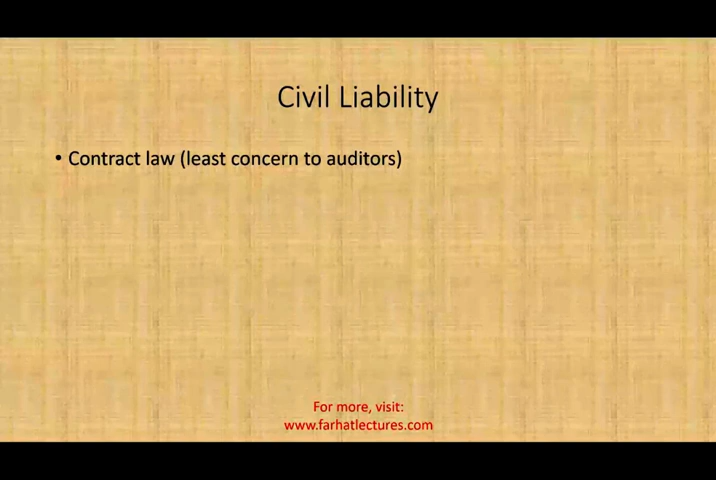 Civil Liability
• Contract law (least concern to auditors)
For more, visit:
www.farhatlectures.com